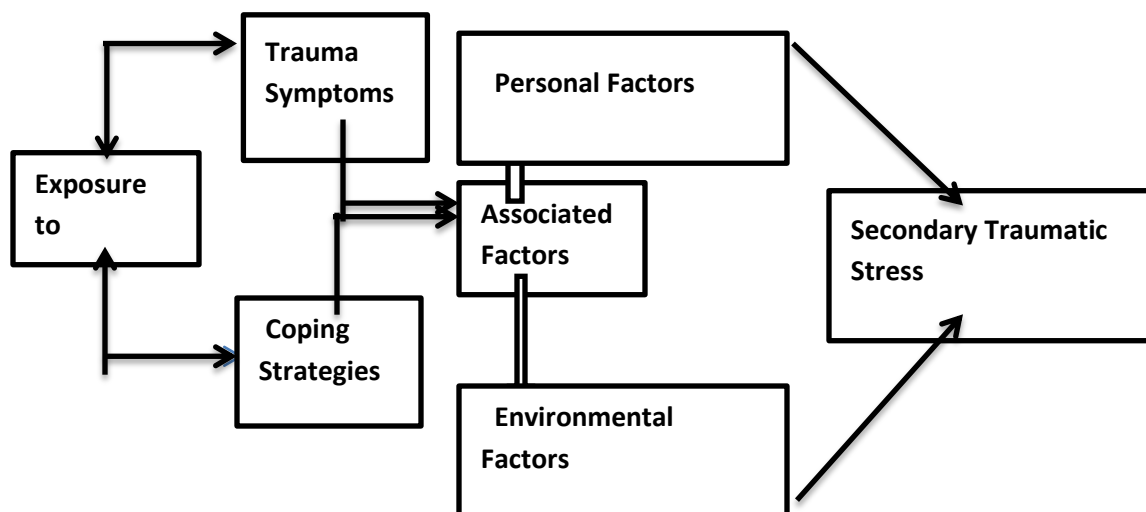 Trauma
Symptoms
Personal Factors
Exposure
to
Associated
Factors
Secondary Traumatic
Stress
Coping
Strategies
Environmental
Factors